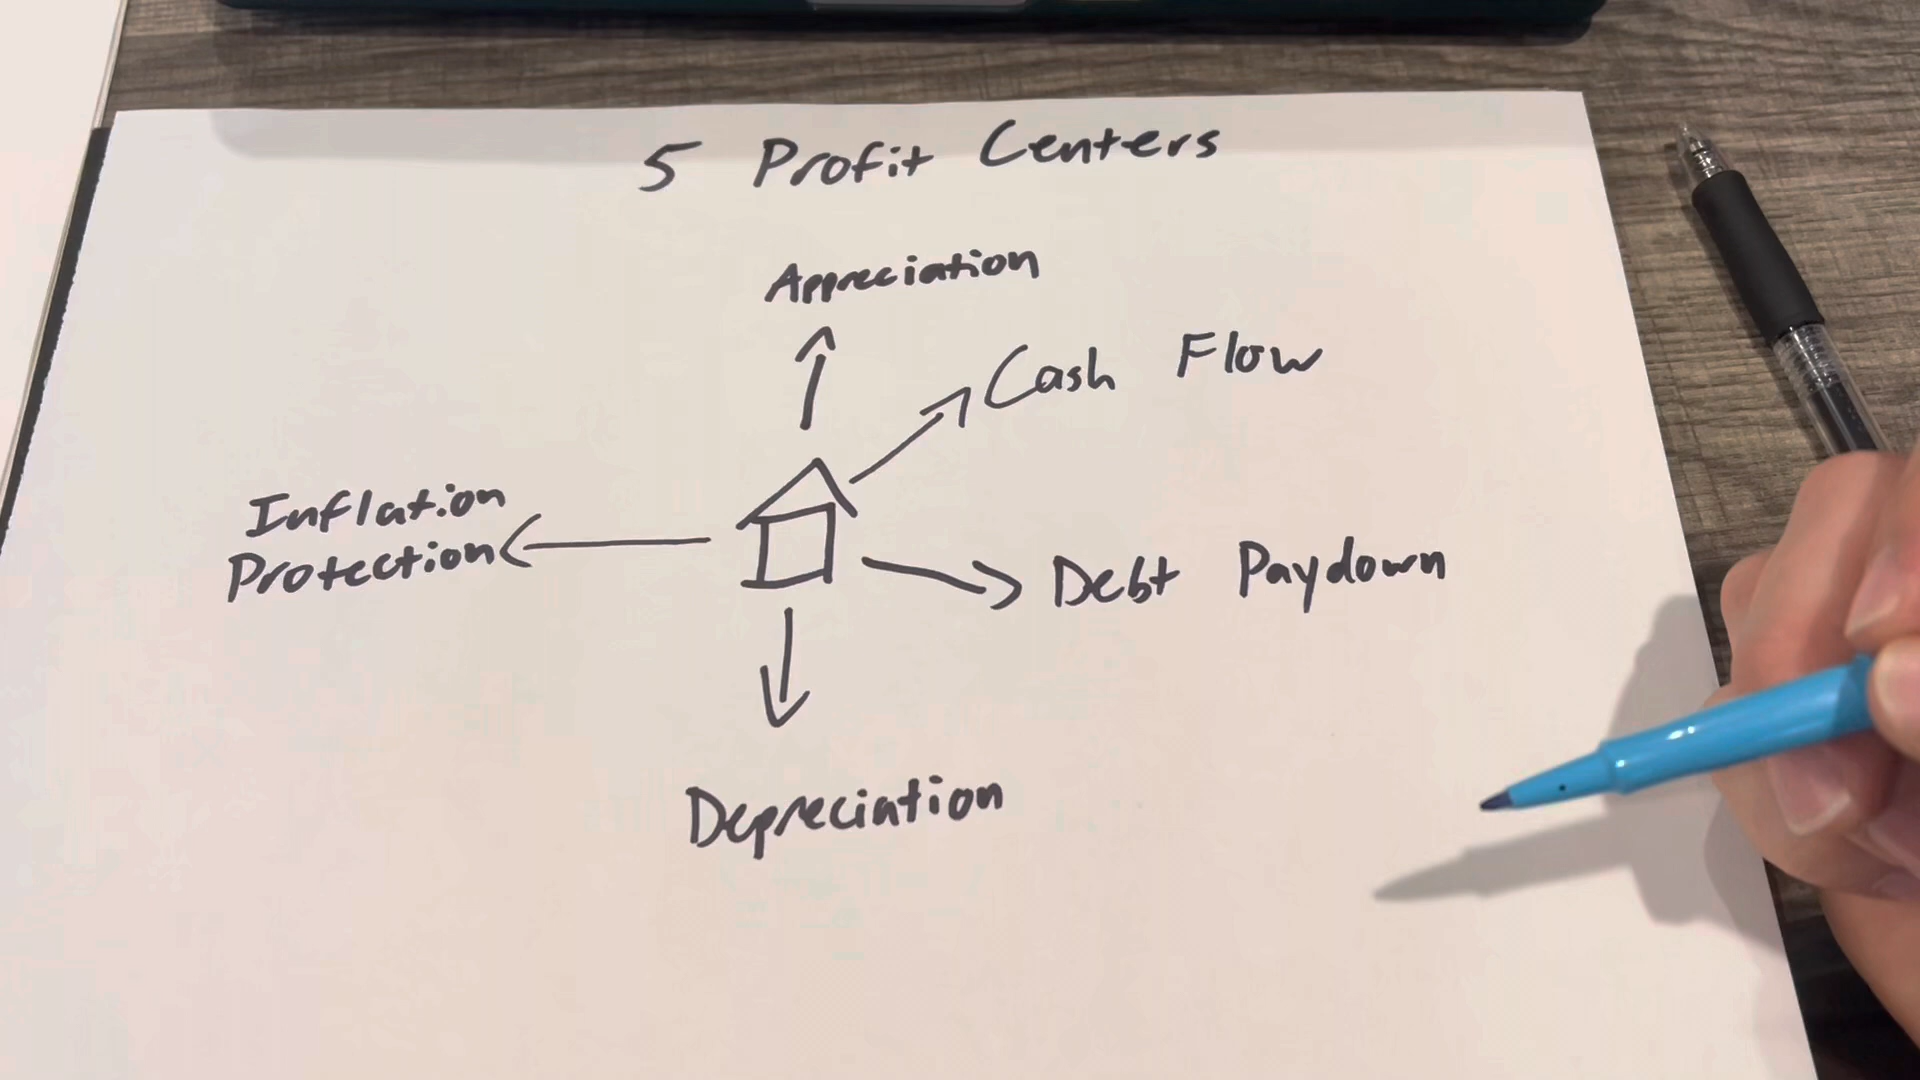 5 Profit Centers
Appreciation
Cash Flow
Inflation
Protection
Debt Paydown
Depreciation